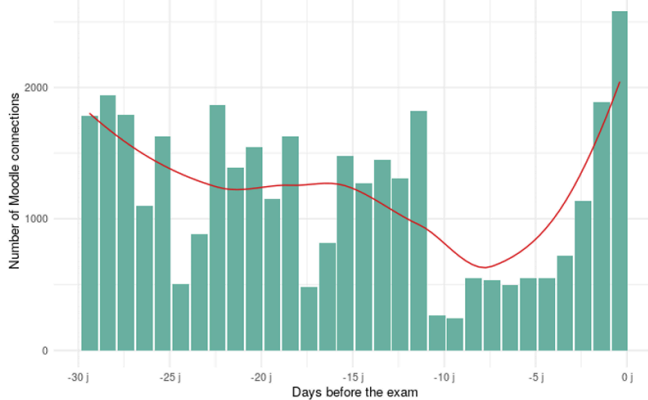 Number of Moodle connections
2000
1000
0
-30 j -25 j -20 j -15 j -10 j -5 j 0 j
Days before the exam